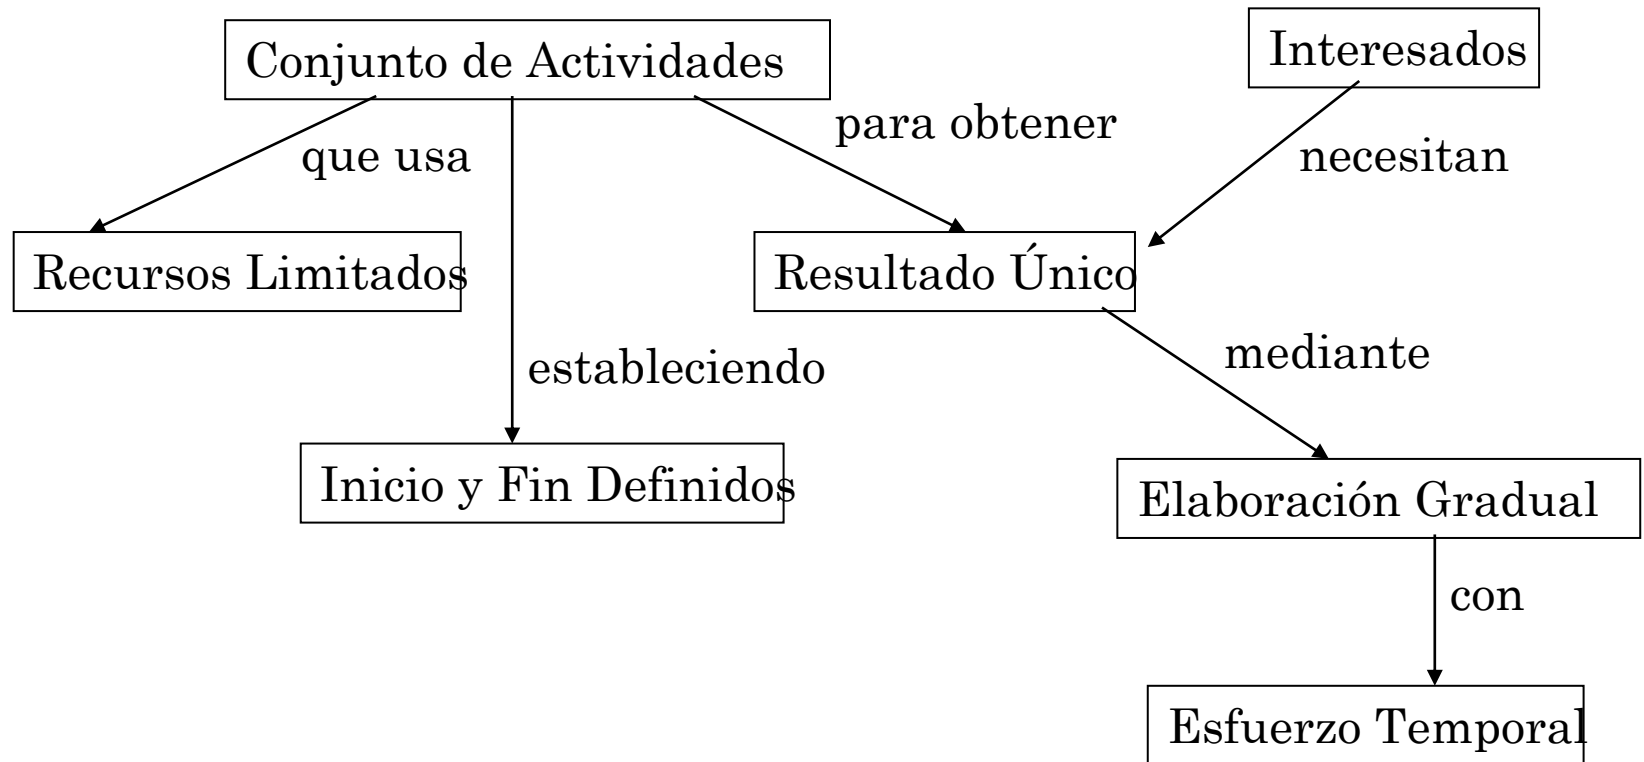 Conjunto de Actividades
Interesados
para obtener
que usa
necesitan
Recursos Limitados
Resultado Único
estableciendo
mediante
Inicio y Fin Definidos
Elaboración Gradual
con
Esfuerzo Temporal